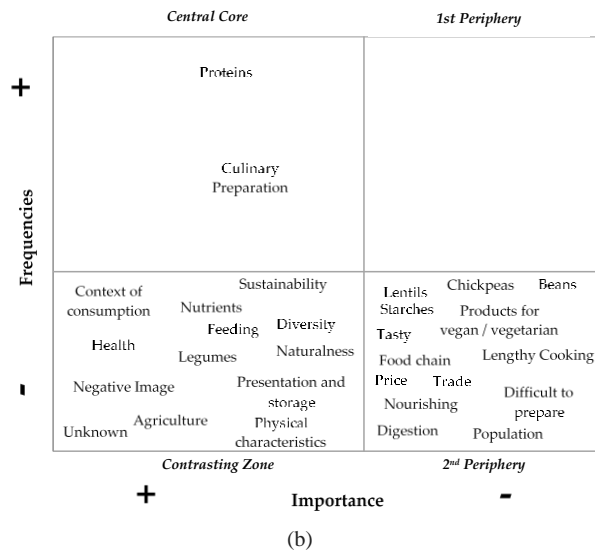 Central Core
1st Periphery
+
Proteins
Culinary
Preparation
Frequencies
Context of
consumption
Sustainability
Nutrients
Feeding
Diversity
Health
Legumes
Naturalness
Negative Image
Presentation and
storage
Agriculture
Unknown
Physical
characteristics
Lentils
Chickpeas
Beans
Starches
Products for
vegan / vegetarian
Tasty
Food chain
Lengthy Cooking
Price
Trade
Nourishing
Difficult to
prepare
Digestion
Population
-
Contrasting Zone
2nd Periphery
+
Importance
-
(b)